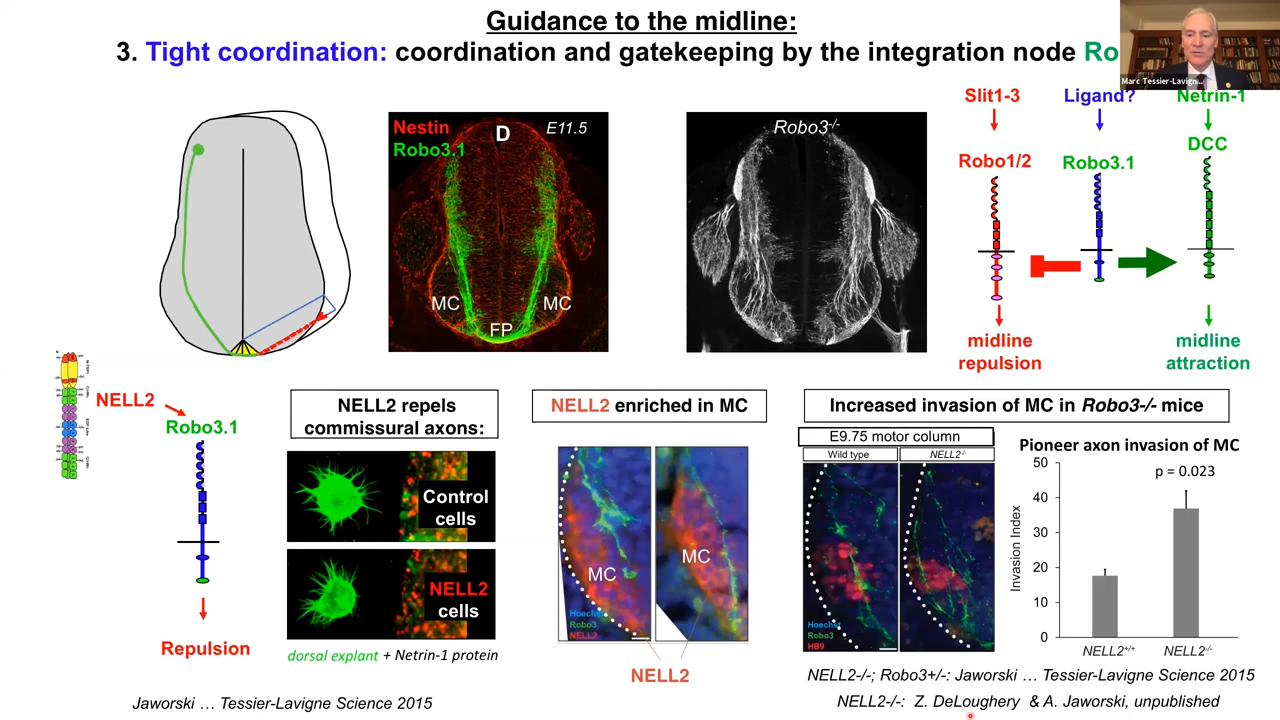 Guidance to the midline:
3. Tight coordination: coordination and gatekeeping by the integration node Ro
Marc Tessier-Lavign...
Nestin
Robo3.1
D
E11.5
MC
MC
FP
Robo3-/-
Slit1-3
Ligand?
Netrin-1
Robo1/2
Robo3.1
DCC
midline
repulsion
midline
attraction
NELL2
Robo3.1
Repulsion
NELL2 repels
commissural axons:
Control
cells
NELL2
cells
dorsal explant + Netrin-1 protein
Jaworski … Tessier-Lavigne Science 2015
NELL2 enriched in MC
MC
MC
Hoechst
Robo3
NELL2
NELL2
Increased invasion of MC in Robo3-/- mice
E9.75 motor column
Wild type
NELL2-/-
Hoechst
Robo3
HB9
Pioneer axon invasion of MC
p = 0.023
Invasion Index
50
40
30
20
10
0
NELL2+/+
NELL2-/-
NELL2-/-; Robo3+/-: Jaworski … Tessier-Lavigne Science 2015
NELL2-/-: Z. DeLoughery & A. Jaworski, unpublished